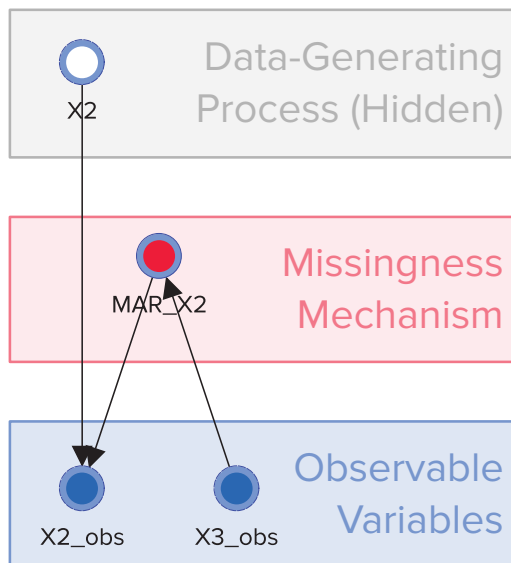 Data-Generating
Process (Hidden)
X2
Missingness
Mechanism
MAR_X2
Observable
Variables
X2_obs
X3_obs